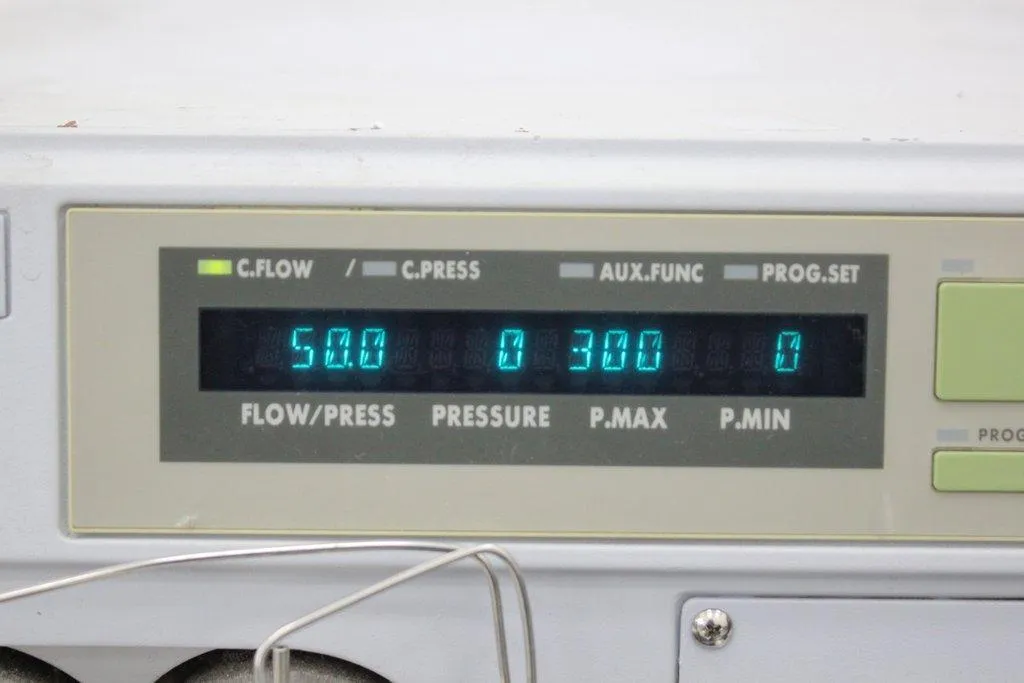 C.FLOW / C.PRESS AUX.FUNC PROG.SET
50.0 0 300 0
FLOW/PRESS PRESSURE P.MAX P.MIN
PROG